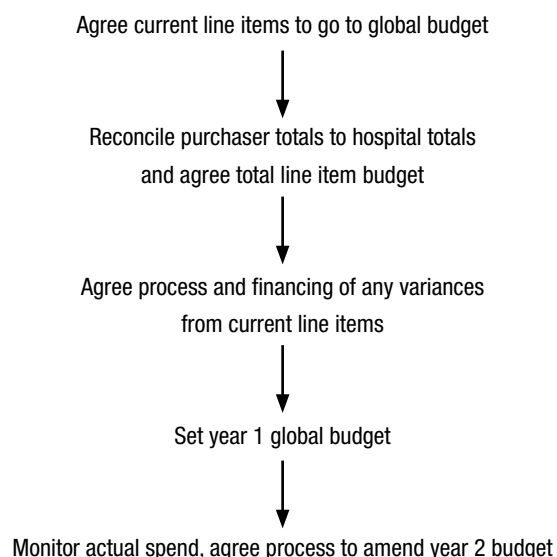 Agree current line items to go to global budget
Reconcile purchaser totals to hospital totals
and agree total line item budget
Agree process and financing of any variances
from current line items
Set year 1 global budget
Monitor actual spend, agree process to amend year 2 budget